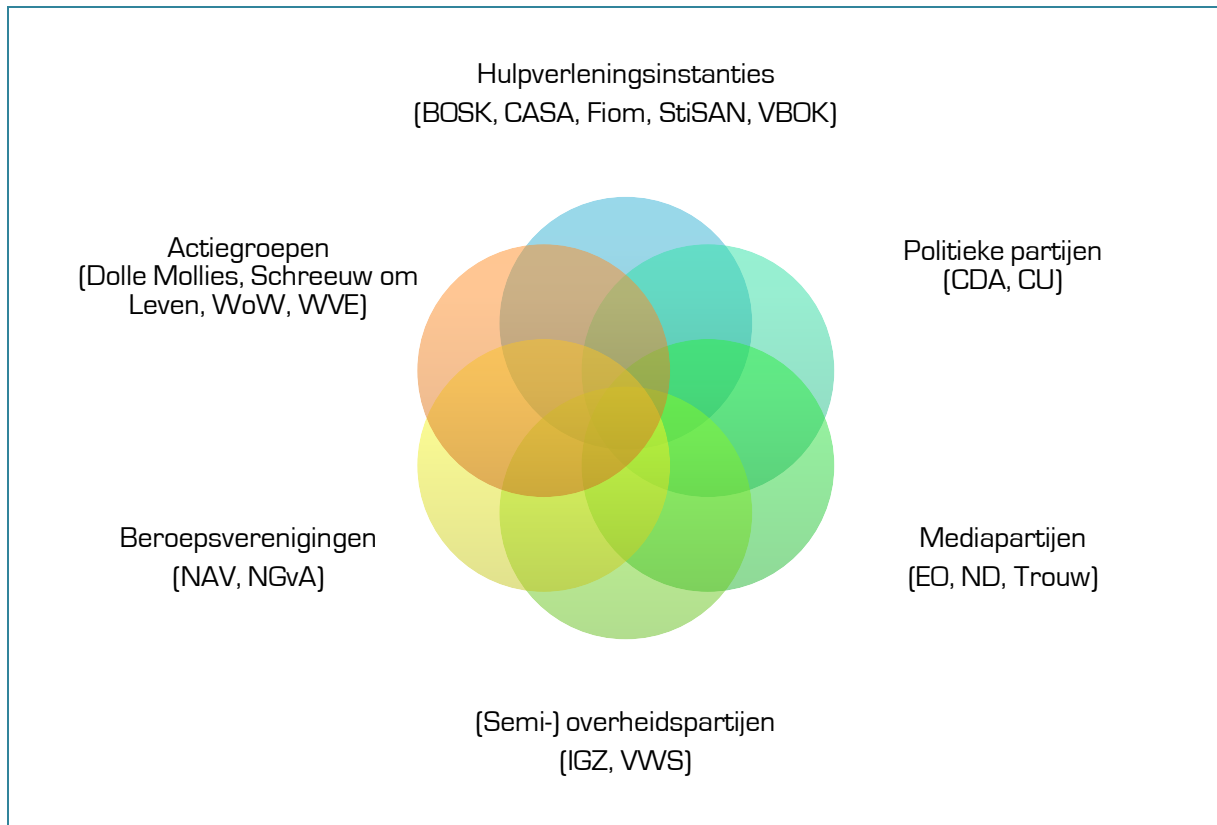 Hulpverleningsinstanties
(BOSK, CASA, Fiom, StiSAN, VBOK)
Actiegroepen
(Dolle Mollies, Schreeuw om
Leven, WoW, WVE)
Politieke partijen
(CDA, CU)
Beroepsverenigingen
(NAV, NGvA)
Mediapartijen
(EO, ND, Trouw)
(Semi-) overheidspartijen
(IGZ, VWS)